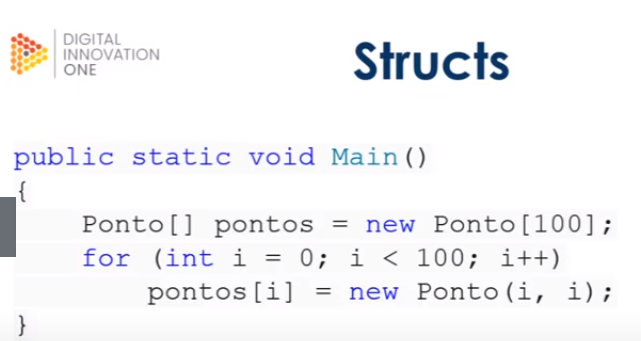 DIGITAL
INNOVATION
ONE
Structs
public static void Main()
{
    Ponto[] pontos = new Ponto[100];
    for (int i = 0; i < 100; i++)
        pontos[i] = new Ponto(i, i);
}